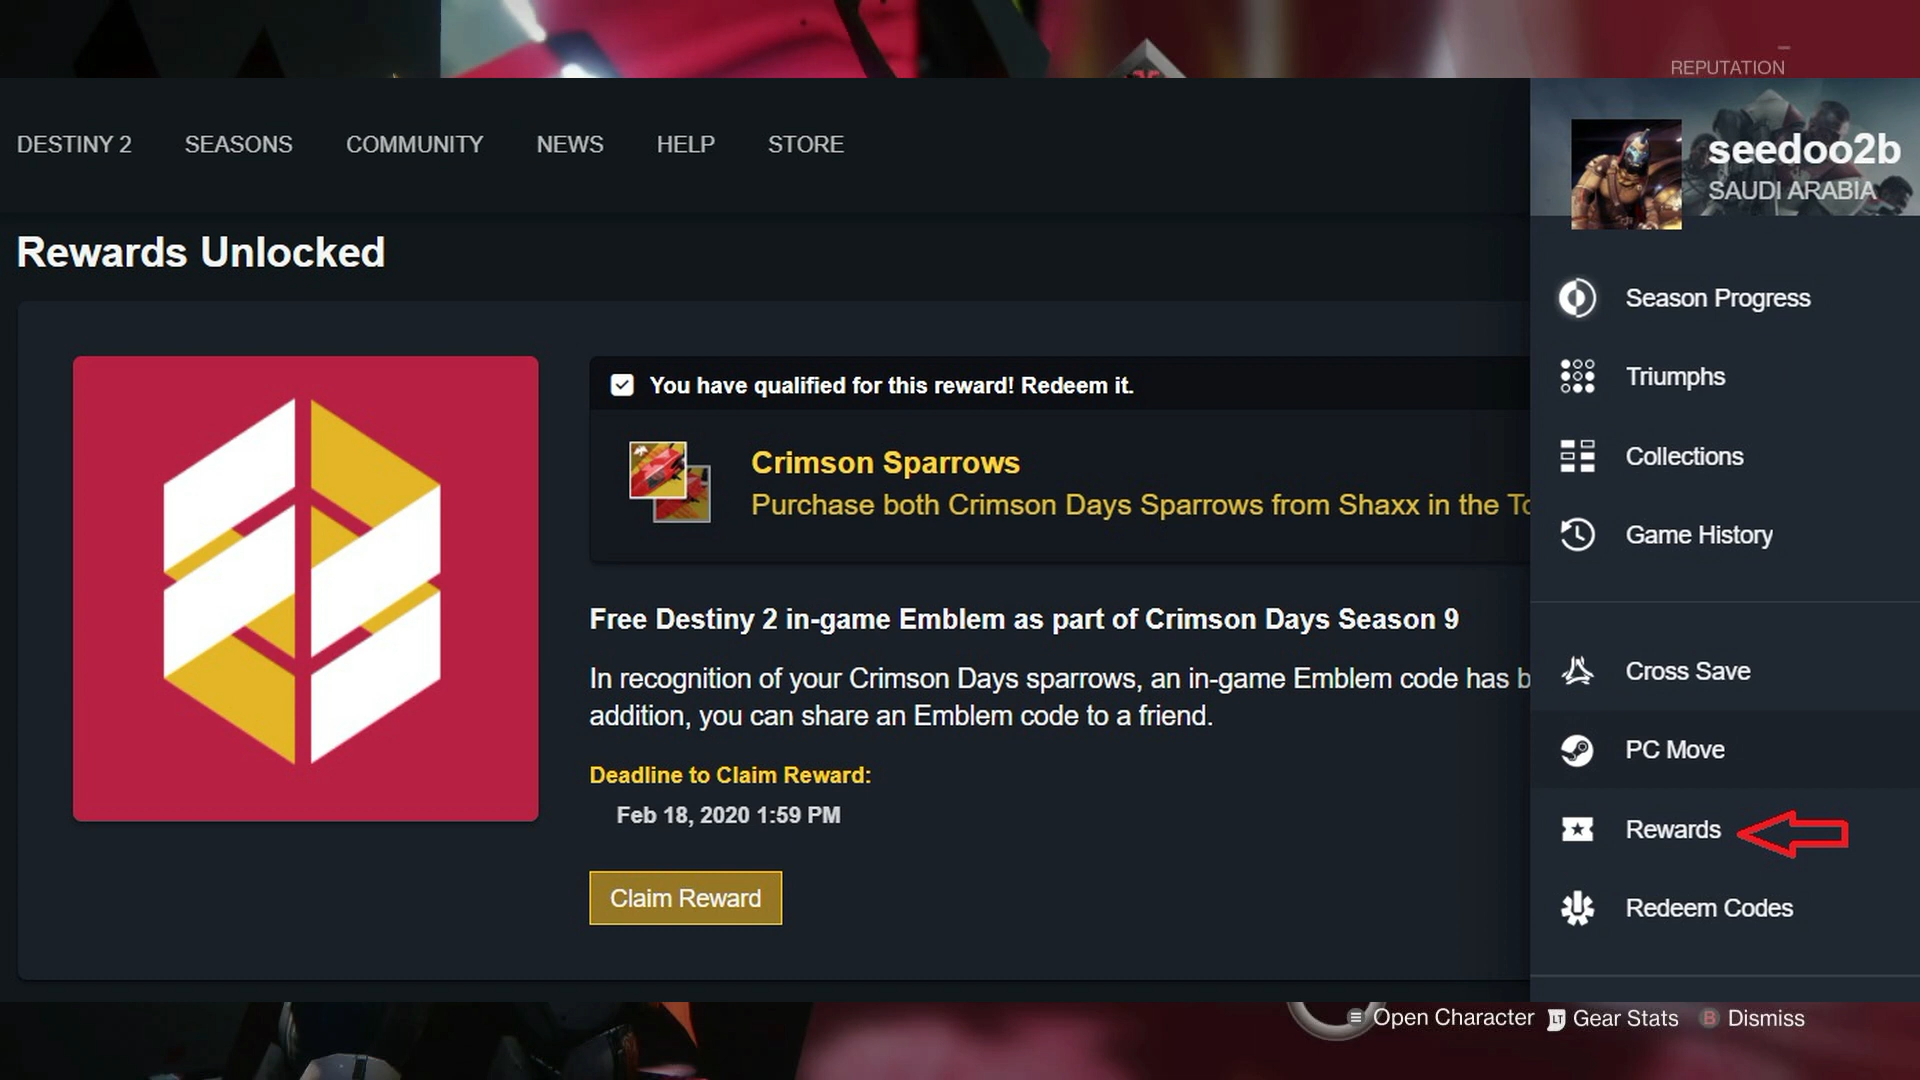 REPUTATION
DESTINY 2 SEASONS COMMUNITY NEWS HELP STORE
seedoo2b
SAUDI ARABIA
Rewards Unlocked
You have qualified for this reward! Redeem it.
Crimson Sparrows
Purchase both Crimson Days Sparrows from Shaxx in the
Free Destiny 2 in-game Emblem as part of Crimson Days Season 9
In recognition of your Crimson Days sparrows, an in-game Emblem code has
addition, you can share an Emblem code to a friend.
Deadline to Claim Reward:
Feb 18, 2020 1:59 PM
Claim Reward
Season Progress
Triumphs
Collections
Game History
Cross Save
PC Move
Rewards
Redeem Codes
Open Character LT Gear Stats B Dismiss